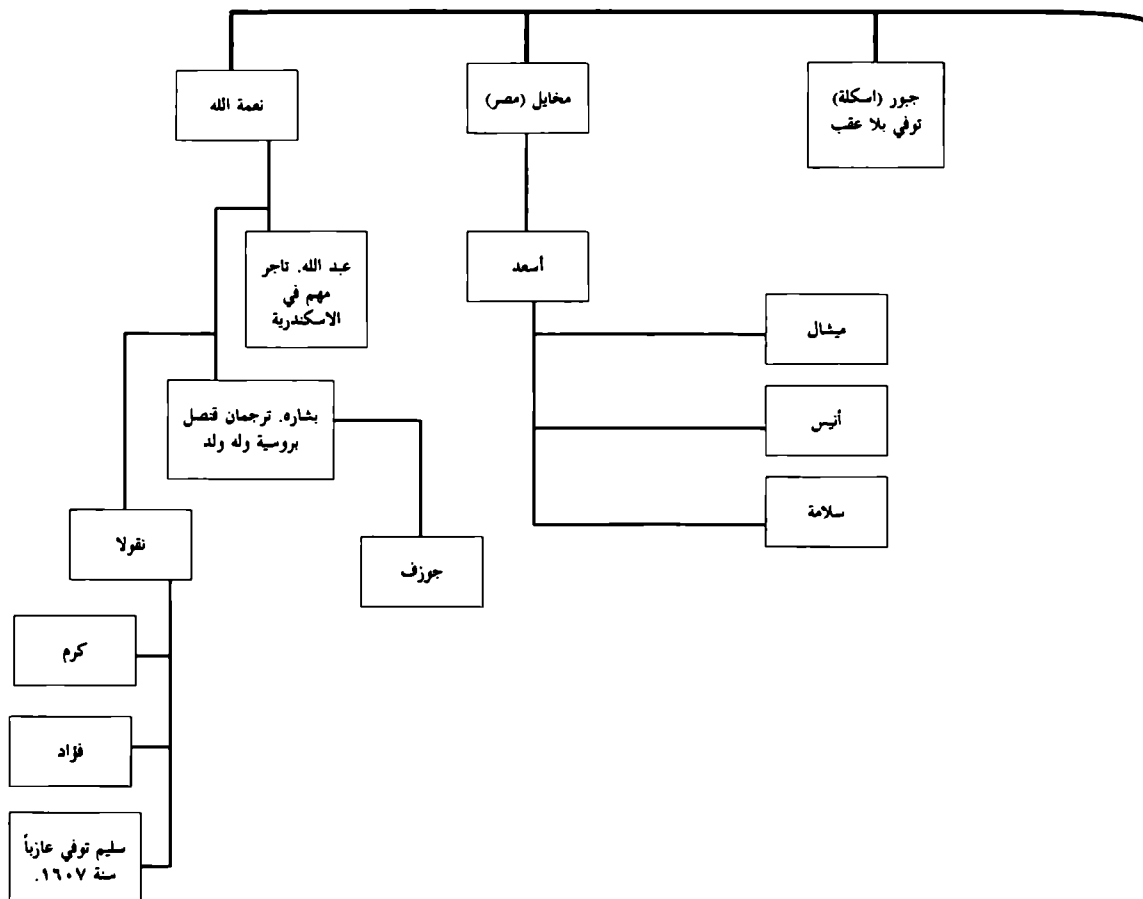 جبور (اسكلة)
توفي بلا عقب
مخايل (مصر)
نعمة الله
أسعد
عبد الله. تاجر
مهم في
الاسكندرية
ميشال
أنيس
سلامة
بشاره. ترجمان قنصل
بروسية وله ولد
جوزف
نقولا
كرم
فؤاد
سليم توفي عازباً
سنة ١٦٠٧.